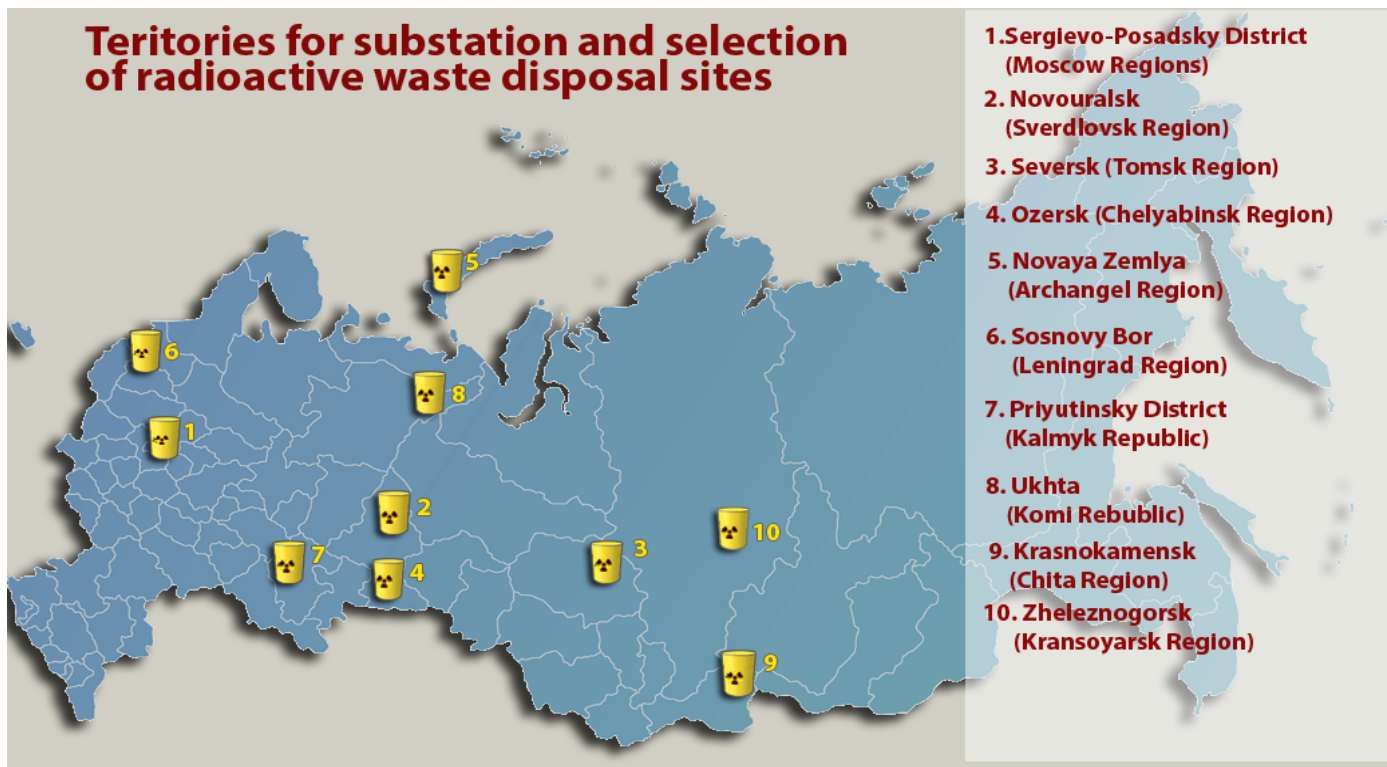 Teritories for substation and selection
of radioactive waste disposal sites
1.Sergievo-Posadsky District
(Moscow Regions)
2. Novouralsk
(Sverdlovsk Region)
3. Seversk (Tomsk Region)
4. Ozersk (Chelyabinsk Region)
5. Novaya Zemlya
(Archangel Region)
6. Sosnovy Bor
(Leningrad Region)
7. Priyutinsky District
(Kalmyk Republic)
8. Ukhta
(Komi Rebublic)
9. Krasnokamensk
(Chita Region)
10. Zheleznogorsk
(Kransoyarsk Region)
5
6
8
1
2
10
3
7
4
9